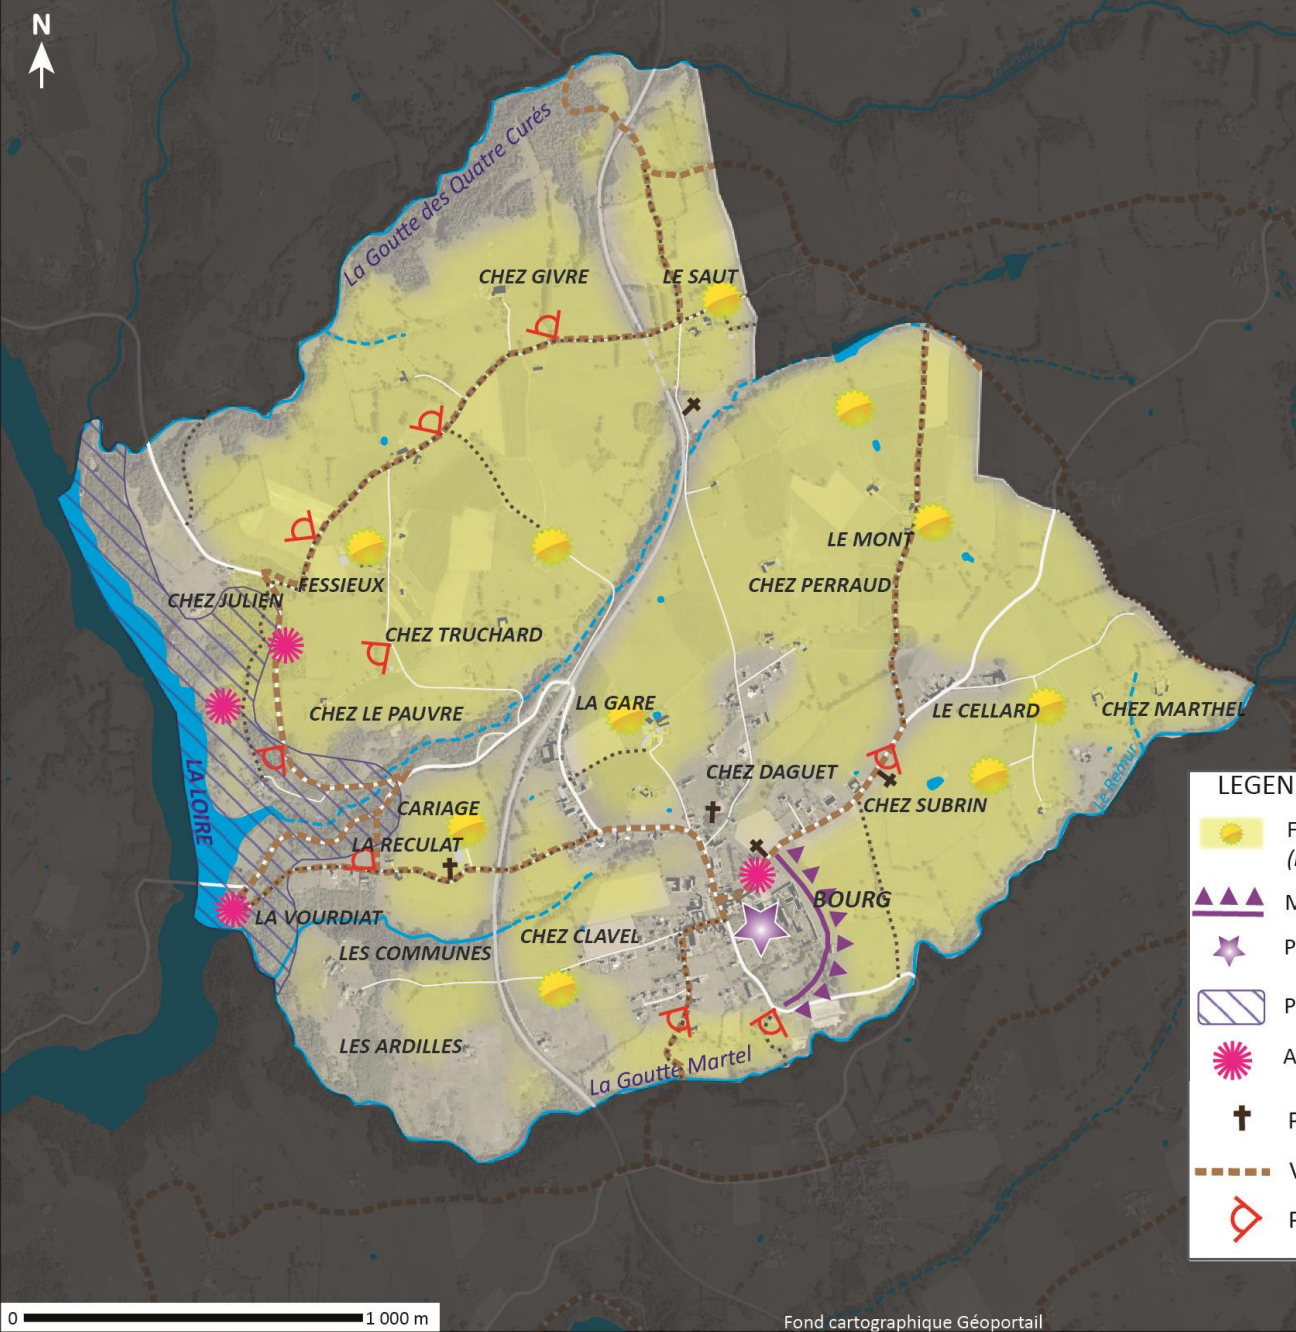 N
La Goutte des Quatre Curés
CHEZ GIVRE
LE SAUT
LE MONT
CHEZ PERRAUD
FESSIEUX
CHEZ JULIEN
CHEZ TRUCHARD
CHEZ LE PAUVRE
LA GARE
LE CELLARD
CHEZ MARTHEL
Le Remur
LA LOIRE
CHEZ DAGUET
CHEZ SUBRIN
CARIAGE
LA RECULAT
BOURG
LA VOURDIAT
CHEZ CLAVEL
LES COMMUNES
LES ARDILLES
La Goutte Martel
LEGEN
F
M
P
P
A
P
V
P
0 1 000 m
Fond cartographique Géoportail